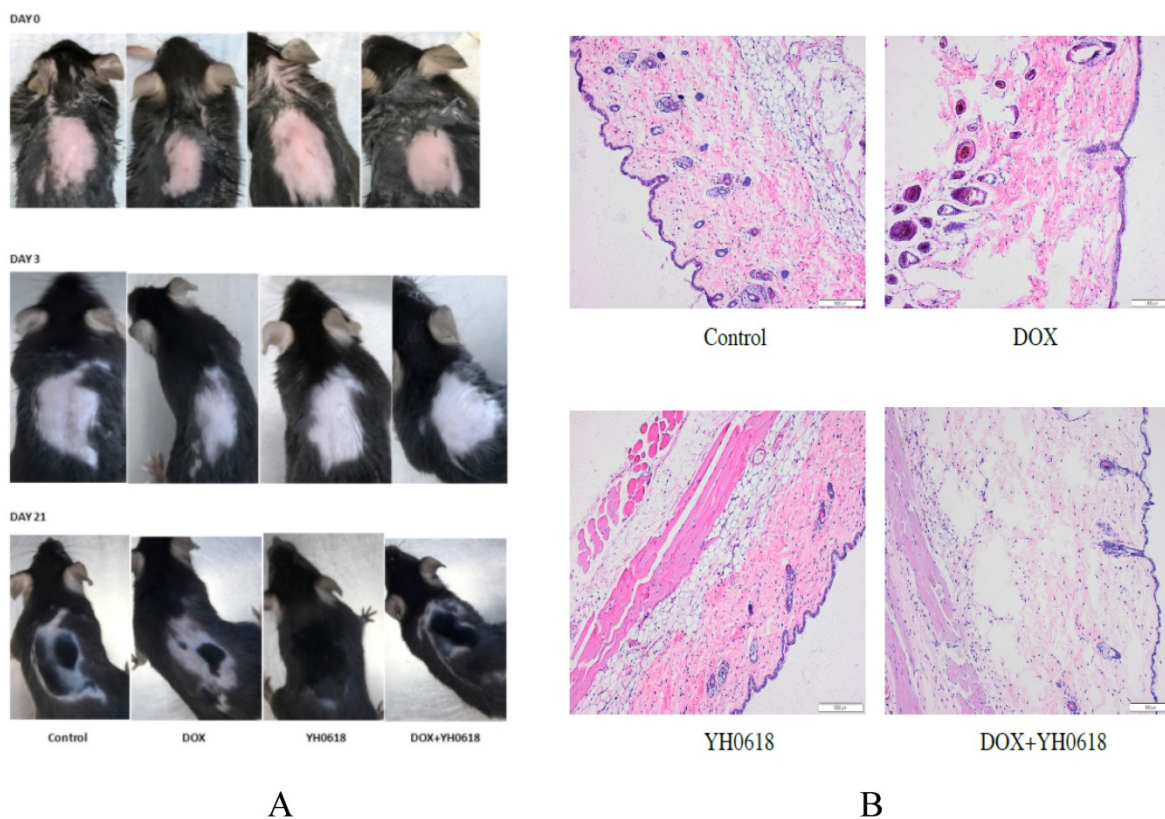 DAY 0
DAY 3
DAY 21
Control
DOX
YH0618
DOX+YH0618
A
Control
DOX
YH0618
DOX+YH0618
B